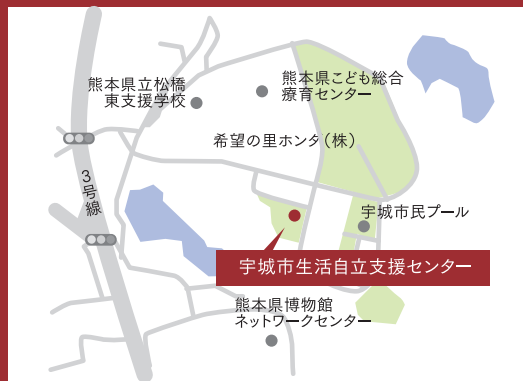 熊本県立松橋
東支援学校
熊本県こども総合
療育センター
希望の里ホンダ(株)
3号線
宇城市民プール
宇城市生活自立支援センター
熊本県博物館
ネットワークセンター